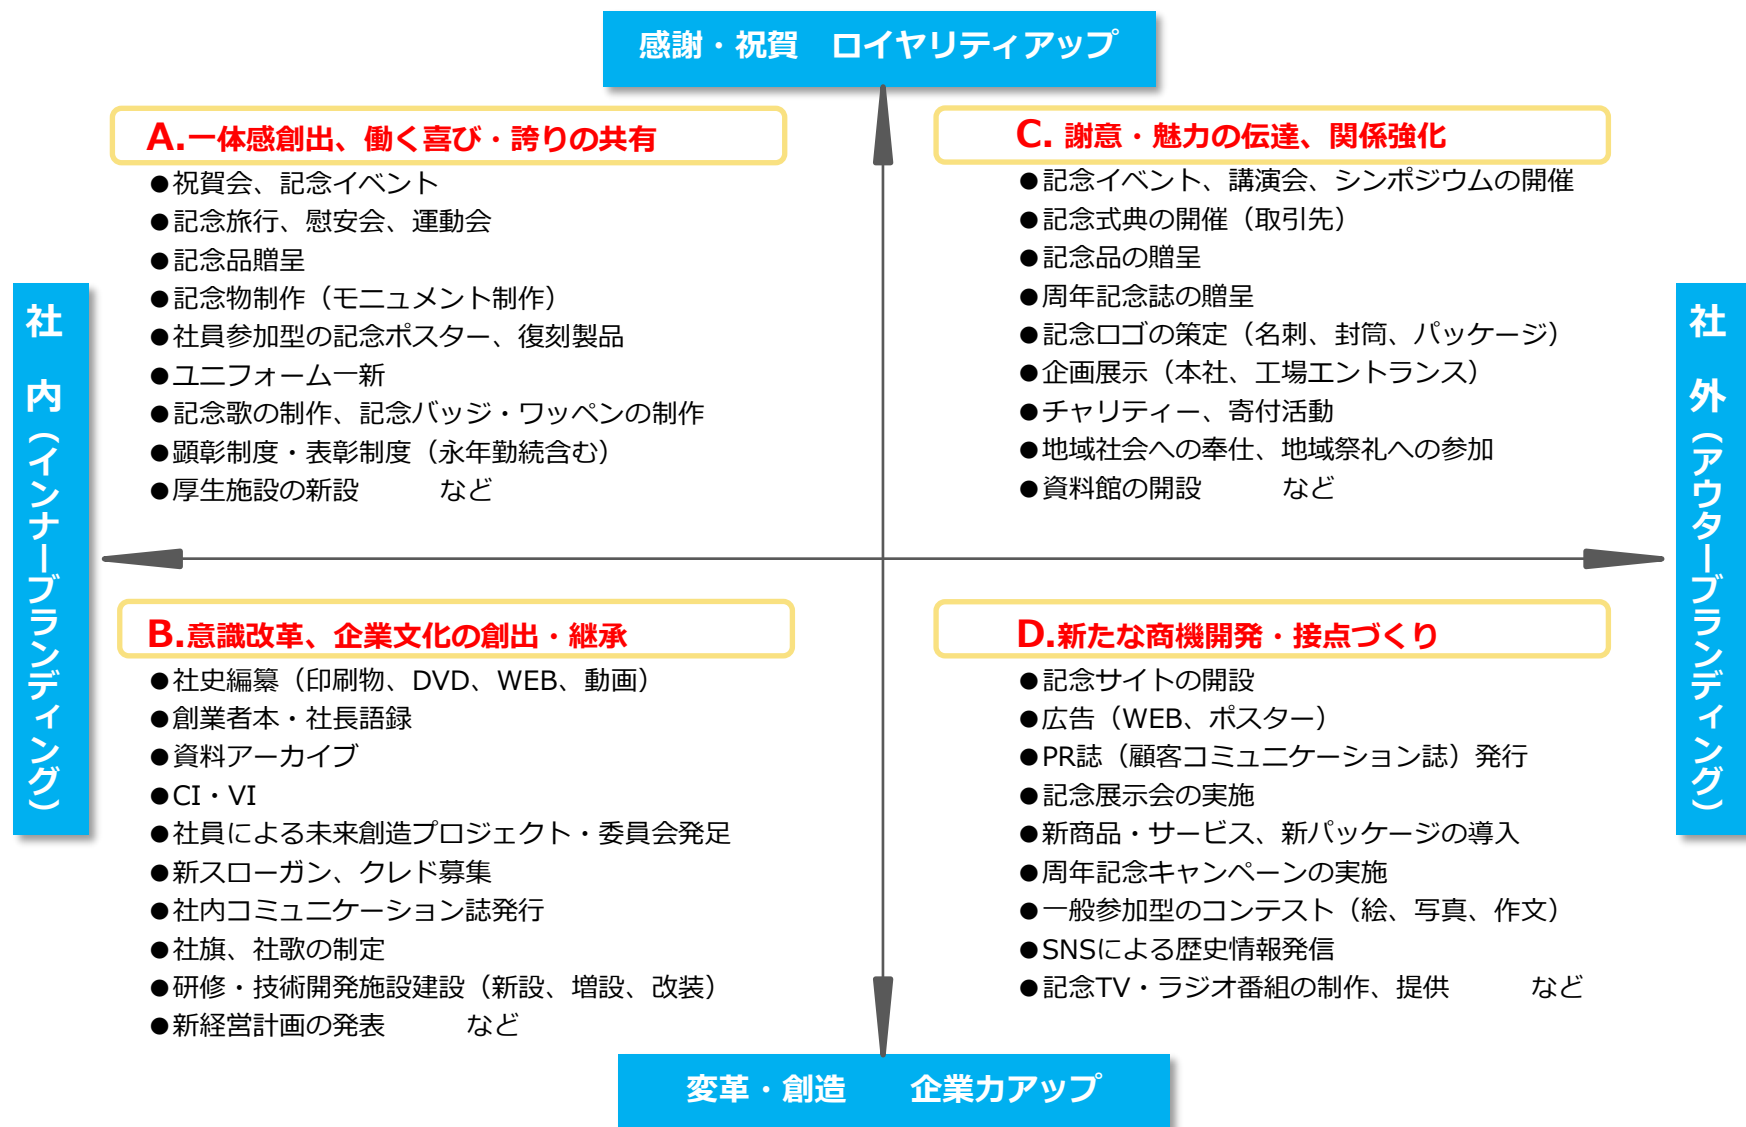 感謝・祝賀　ロイヤリティアップ
社　内（インナーブランディング）
A.一体感創出、働く喜び・誇りの共有
●祝賀会、記念イベント
●記念旅行、慰安会、運動会
●記念品贈呈
●記念物制作（モニュメント制作）
●社員参加型の記念ポスター、復刻製品
●ユニフォーム一新
●記念歌の制作、記念バッジ・ワッペンの制作
●顕彰制度・表彰制度（永年勤続含む）
●厚生施設の新設　　　など
C. 謝意・魅力の伝達、関係強化
●記念イベント、講演会、シンポジウムの開催
●記念式典の開催（取引先）
●記念品の贈呈
●周年記念誌の贈呈
●記念ロゴの策定（名刺、封筒、パッケージ）
●企画展示（本社、工場エントランス）
●チャリティー、寄付活動
●地域社会への奉仕、地域祭礼への参加
●資料館の開設　　　など
社　外（アウターブランディング）
B.意識改革、企業文化の創出・継承
●社史編纂（印刷物、DVD、WEB、動画）
●創業者本・社長語録
●資料アーカイブ
●CI・VI
●社員による未来創造プロジェクト・委員会発足
●新スローガン、クレド募集
●社内コミュニケーション誌発行
●社旗、社歌の制定
●研修・技術開発施設建設（新設、増設、改装）
●新経営計画の発表　　　など
D.新たな商機開発・接点づくり
●記念サイトの開設
●広告（WEB、ポスター）
●PR誌（顧客コミュニケーション誌）発行
●記念展示会の実施
●新商品・サービス、新パッケージの導入
●周年記念キャンペーンの実施
●一般参加型のコンテスト（絵、写真、作文）
●SNSによる歴史情報発信
●記念TV・ラジオ番組の制作、提供　　　など
変革・創造　　企業力アップ